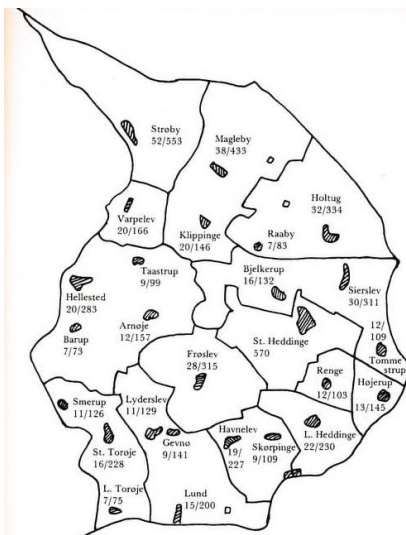 Strøby
52/553
Magleby
38/433
Holtug
32/334
Varpelev
20/166
Klippinge
20/146
Raaby
7/83
Taastrup
9/99
Bjelkerup
16/132
Sierslev
30/311
Hellested
20/283
Arnøje
12/157
Barup
7/73
St. Heddinge
570
12/
109
Tomme
strup
Frøslev
28/315
Renge
12/103
Højerup
13/145
Smerup
11/126
Lyderslev
11/129
Gevnø
9/141
Havnelev
19/
227
Skørpinge
9/109
L. Heddinge
22/230
St. Torøje
16/228
L. Torøje
7/75
Lund
15/200